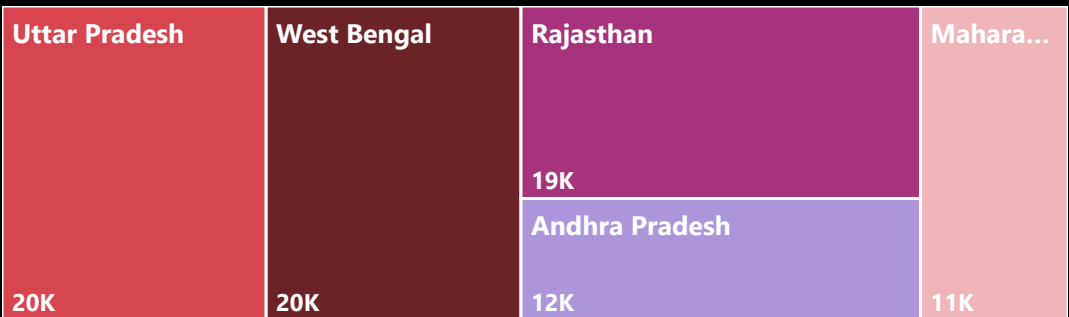 Uttar Pradesh
20K
West Bengal
20K
Rajasthan
19K
Andhra Pradesh
12K
Mahara...
11K